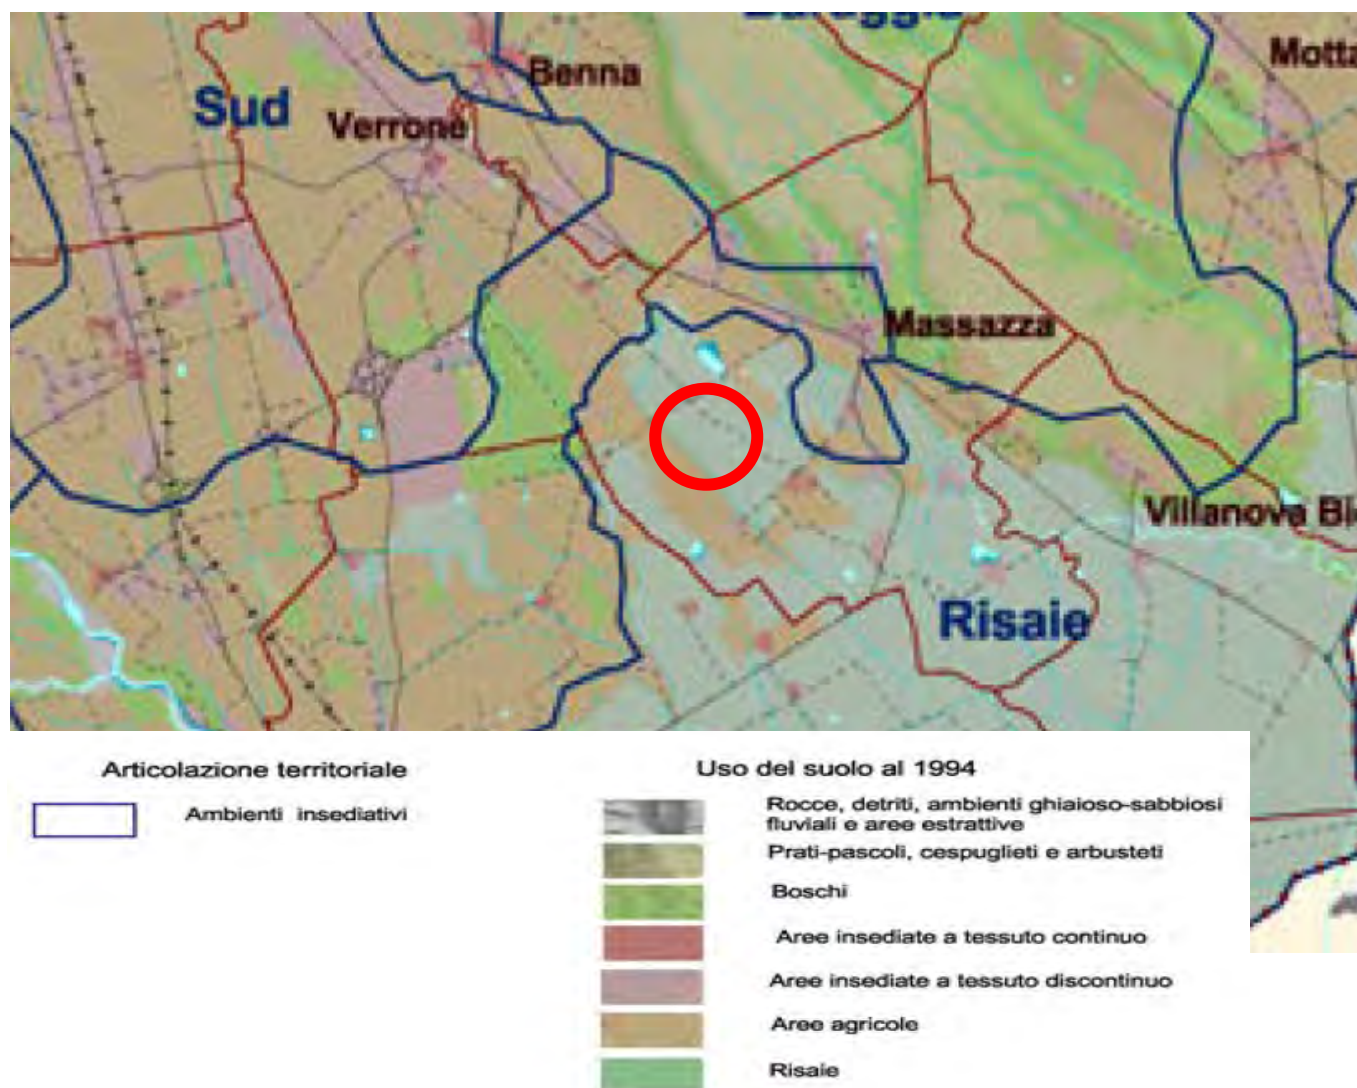 Sud
Benna
Verrone
Massazza
Risaie
Articolazione territoriale
Ambienti insediativi
Uso del suolo al 1994
Rocce, detriti, ambienti ghiaioso-sabbiosi
fluviali e aree estrattive
Prati-pascoli, cespuglieti e arbusteti
Boschi
Aree insediate a tessuto continuo
Aree insediate a tessuto discontinuo
Aree agricole
Risaie
Motta
Villanova Bi